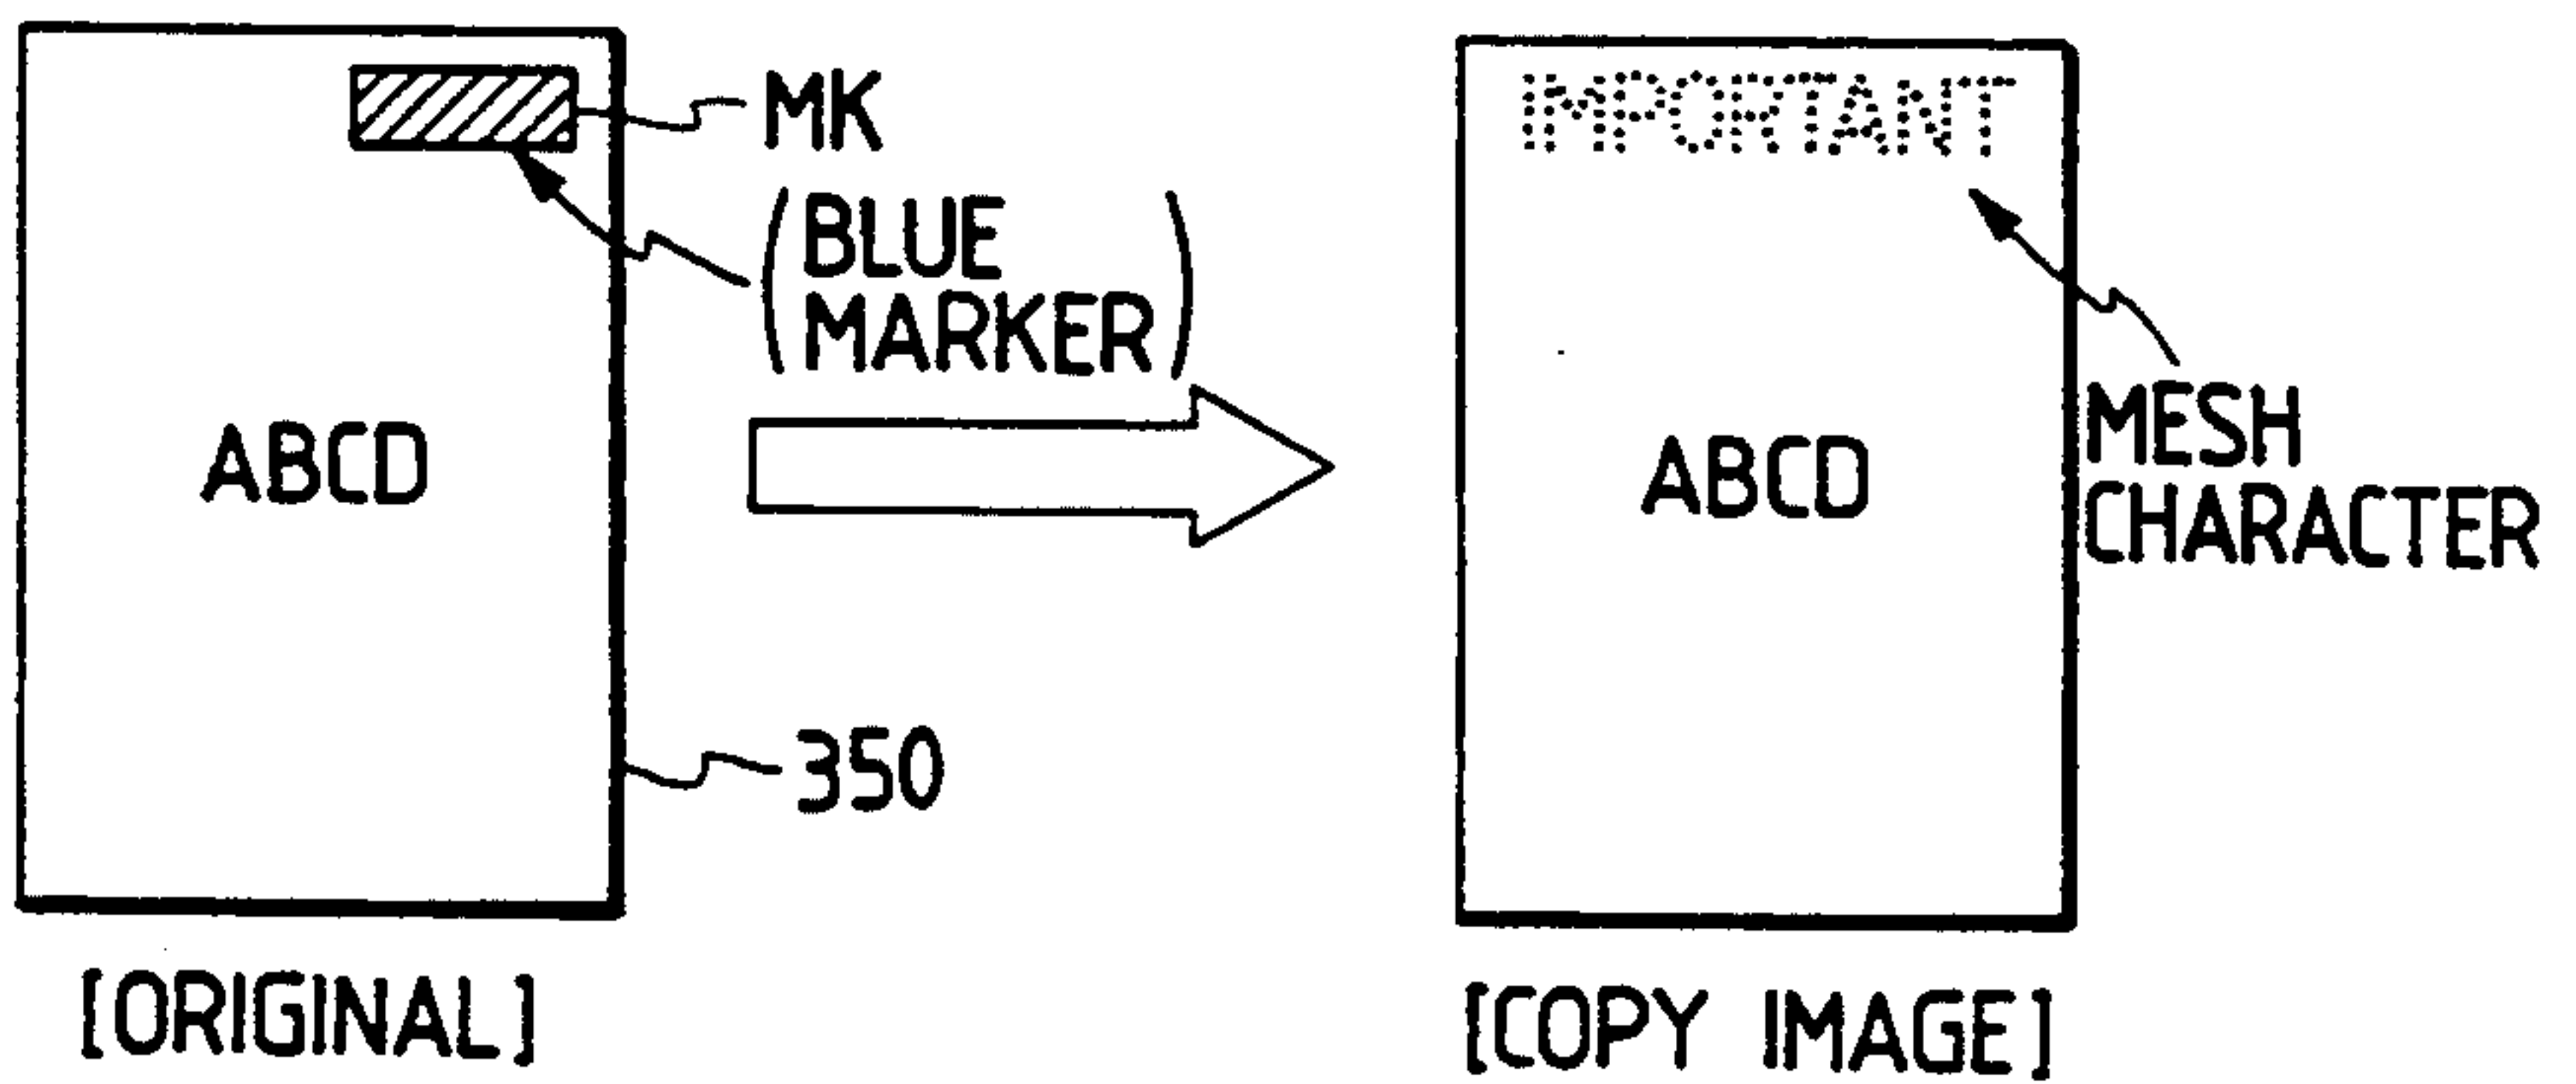 MK
(BLUE
MARKER)
ABCD
350
[ORIGINAL]
IMPORTANT
MESH
CHARACTER
ABCD
[COPY IMAGE]